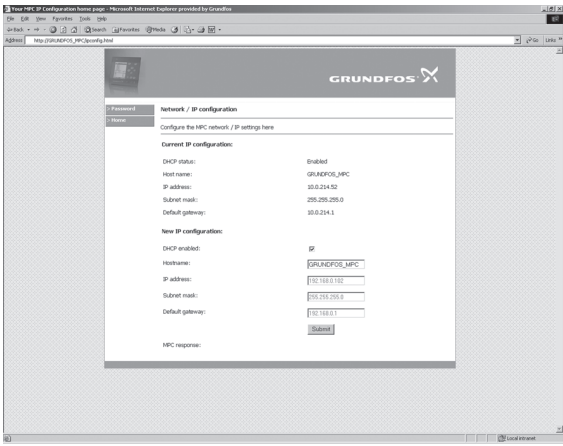 Your MPC IP Configuration home page - Microsoft Internet Explorer provided by Grundfos
File Edit View Favorites Tools Help
Back Search Favorites Media
Address http://GRUNDFOS_MPC/ipconfig.html Go Links »
GRUNDFOS
> Password
> Home
Network / IP configuration
Configure the MPC network / IP settings here
Current IP configuration:
DHCP status: Enabled
Host name: GRUNDFOS_MPC
IP address: 10.0.214.52
Subnet mask: 255.255.255.0
Default gateway: 10.0.214.1
New IP configuration:
DHCP enabled:
Hostname: GRUNDFOS_MPC
IP address: 192.168.0.102
Subnet mask: 255.255.255.0
Default gateway: 192.168.0.1
Submit
MPC response:
Local intranet